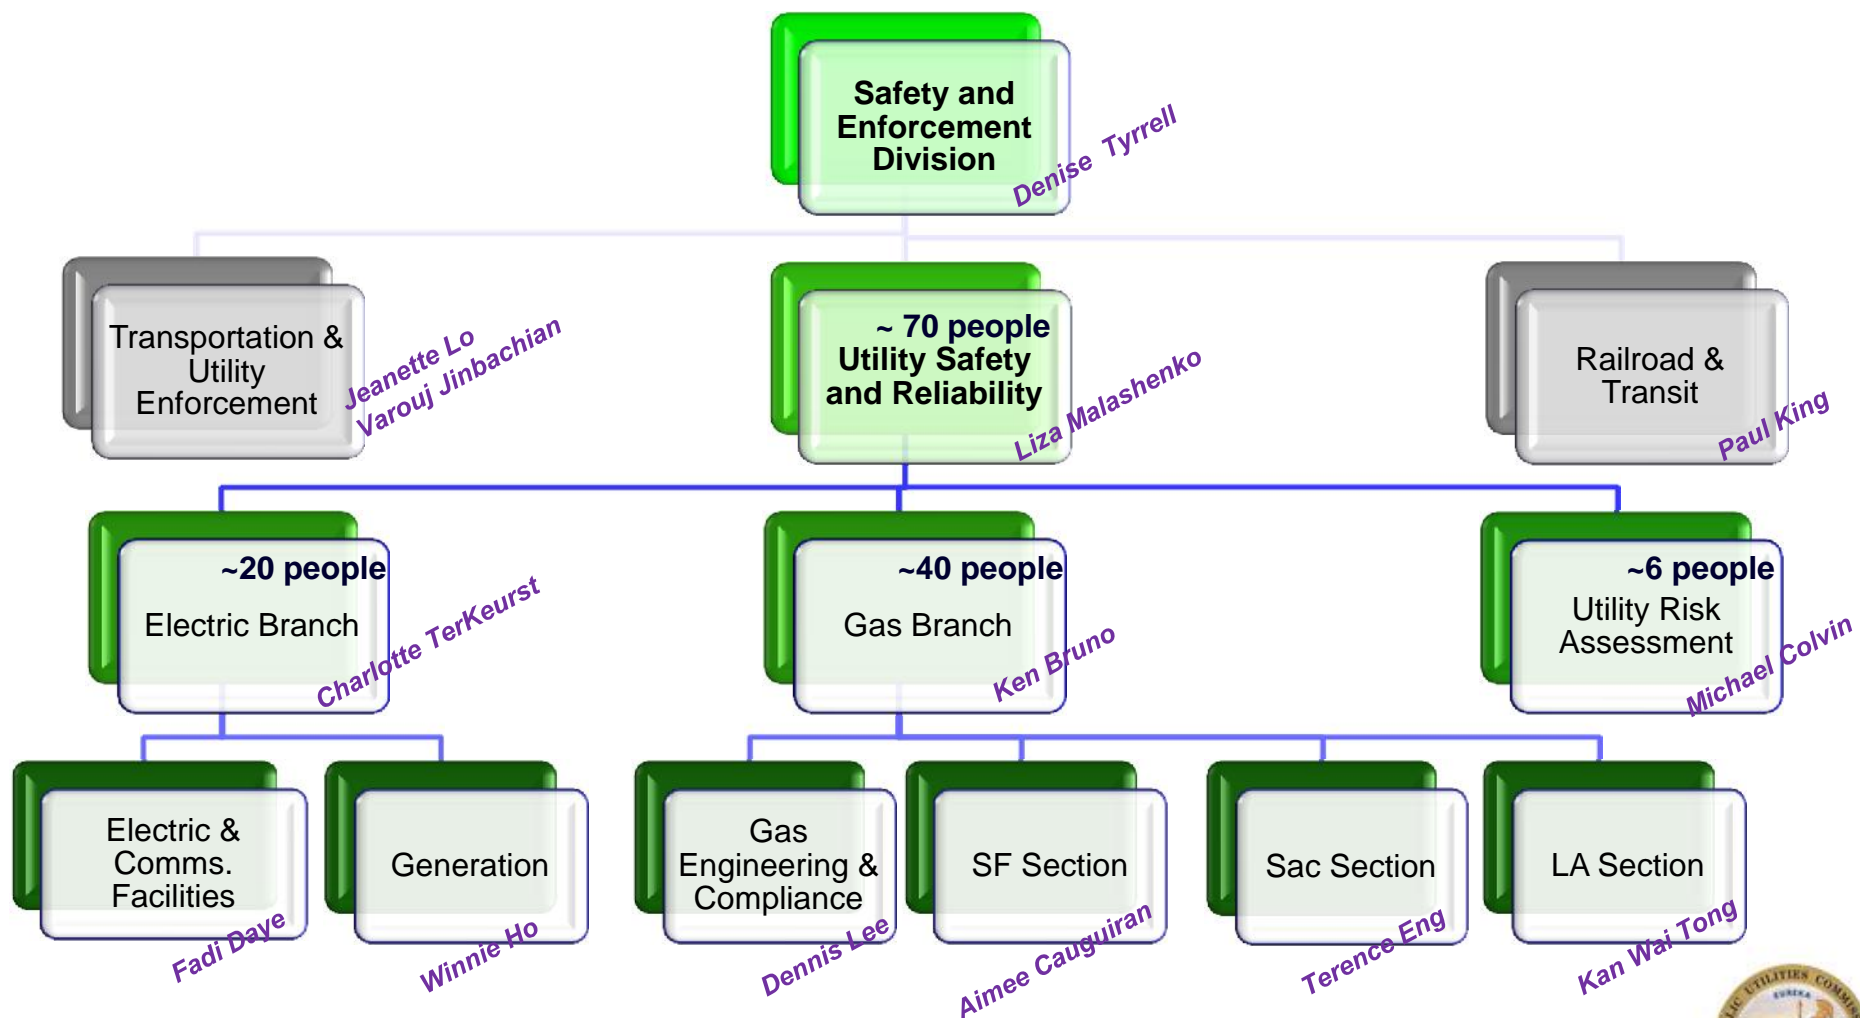 Safety and
Enforcement
Division
Denise Tyrrell
Transportation &
Utility
Enforcement
Jeanette Lo
Varouj Jinbachian
~ 70 people
Utility Safety
and Reliability
Liza Malashenko
Railroad &
Transit
Paul King
~20 people
Electric Branch
Charlotte TerKeurst
~40 people
Gas Branch
Ken Bruno
~6 people
Utility Risk
Assessment
Michael Colvin
Electric &
Comms.
Facilities
Fadi Daye
Generation
Winnie Ho
Gas
Engineering &
Compliance
Dennis Lee
SF Section
Aimee Cauguiran
Sac Section
Terence Eng
LA Section
Kan Wai Tong
UTILITIES
EUREKA